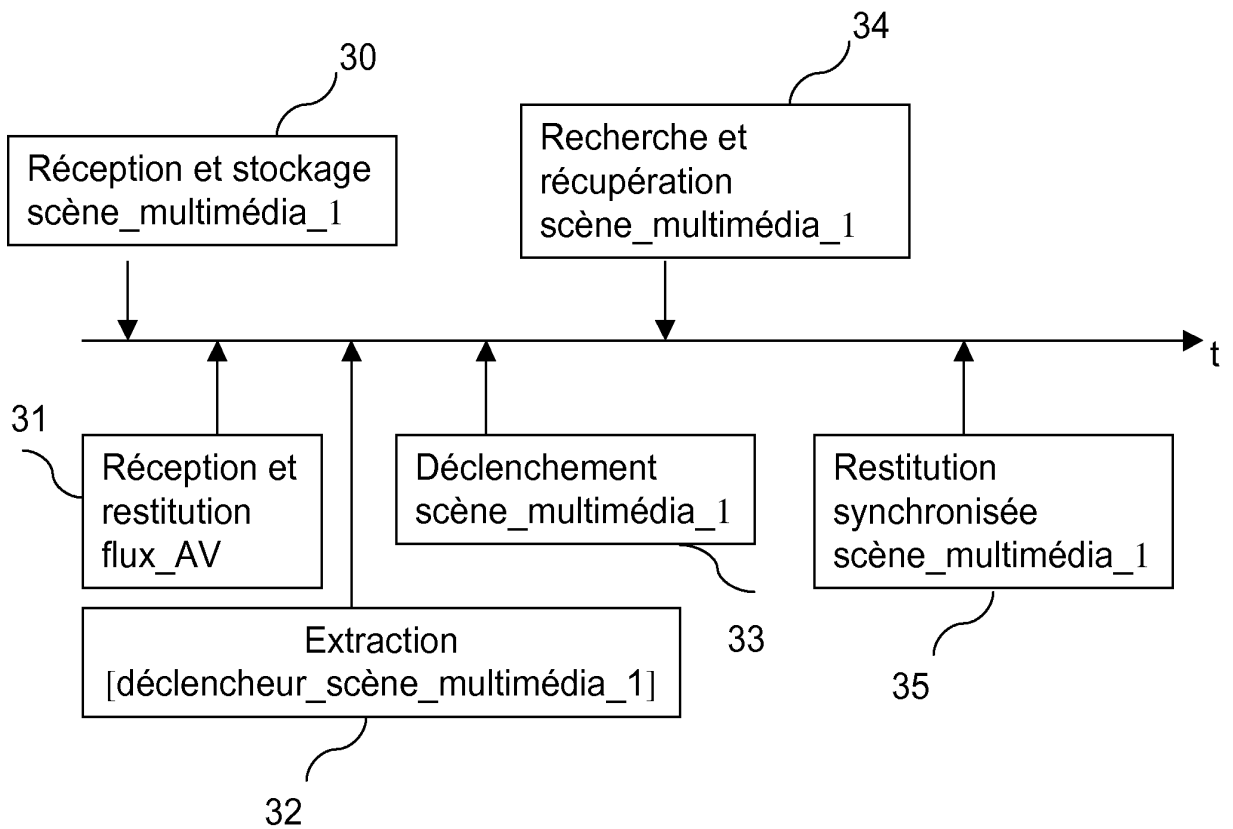 30
Réception et stockage
scène_multimédia_1
34
Recherche et
récupération
scène_multimédia_1
t
31
Réception et
restitution
flux_AV
Déclenchement
scène_multimédia_1
33
Restitution
synchronisée
scène_multimédia_1
35
Extraction
[déclencheur_scène_multimédia_1]
32